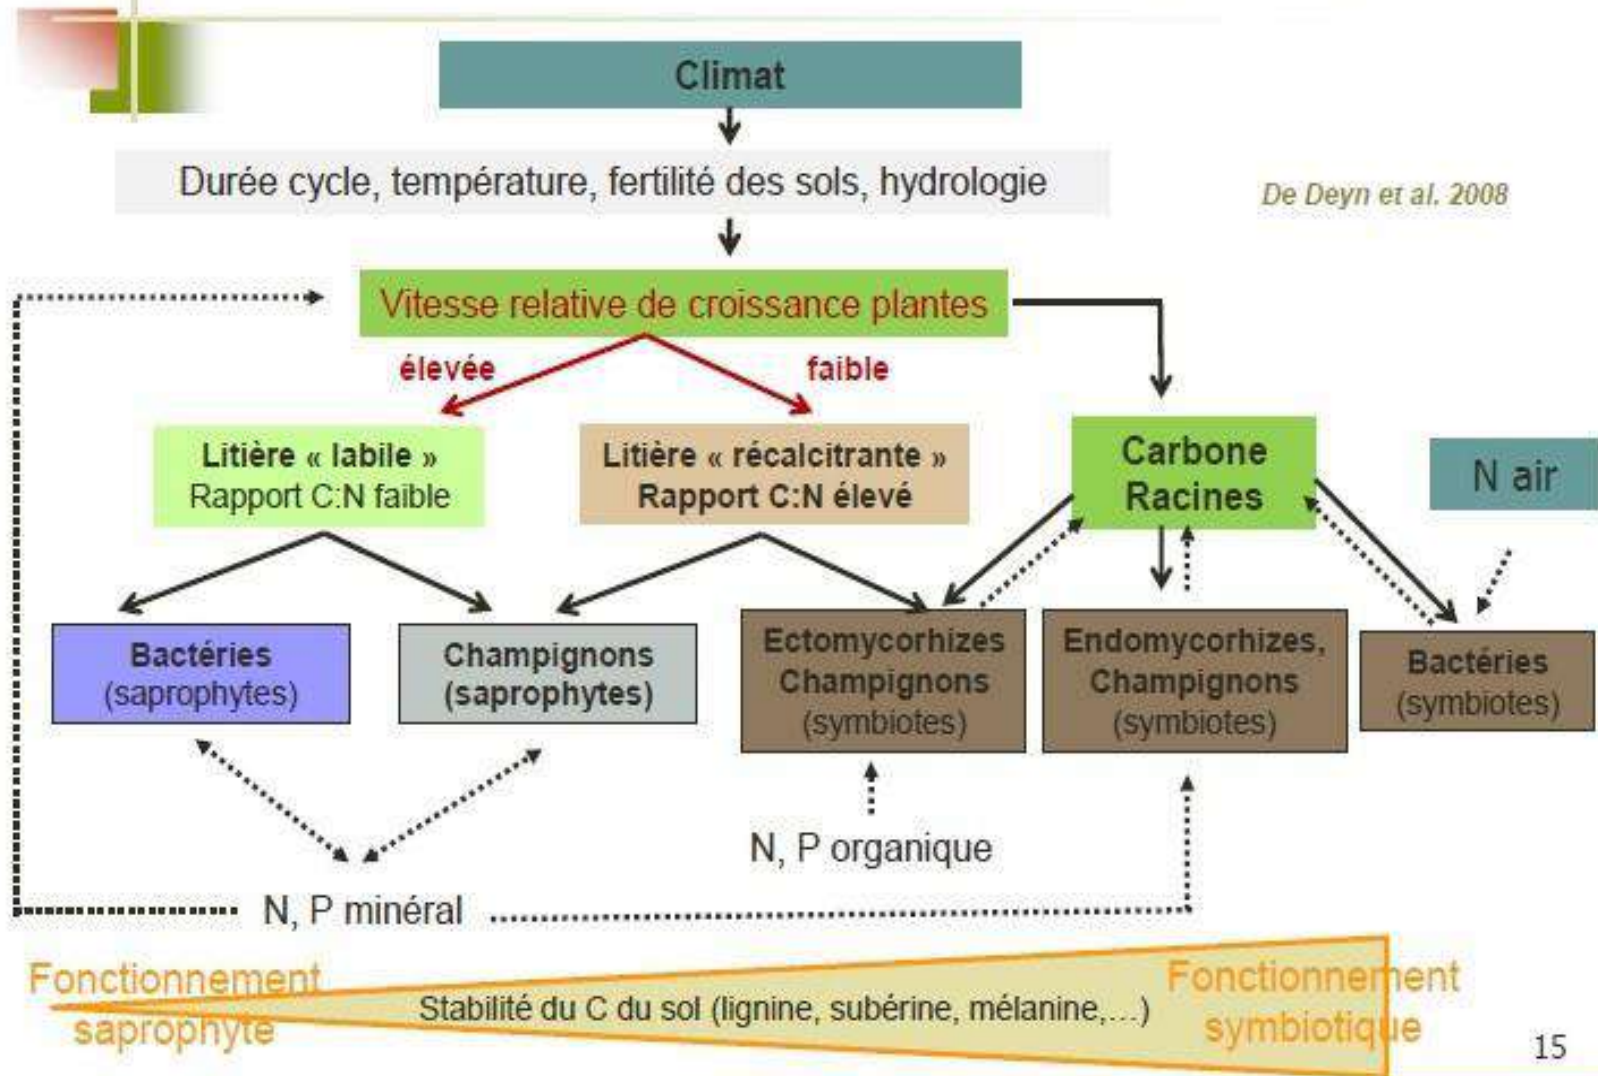 Climat
Durée cycle, température, fertilité des sols, hydrologie
De Deyn et al. 2008
Vitesse relative de croissance plantes
élevée
faible
Litière « labile »
Rapport C:N faible
Litière « récalcitrante »
Rapport C:N élevé
Carbone
Racines
N air
Bactéries
(saprophytes)
Champignons
(saprophytes)
Ectomycorhizes
Champignons
(symbiotes)
Endomycorhizes,
Champignons
(symbiotes)
Bactéries
(symbiotes)
N, P organique
N, P minéral
Fonctionnement
saprophyte
Stabilité du C du sol (lignine, subérine, mélanine,...)
Fonctionnement
symbiotique
15